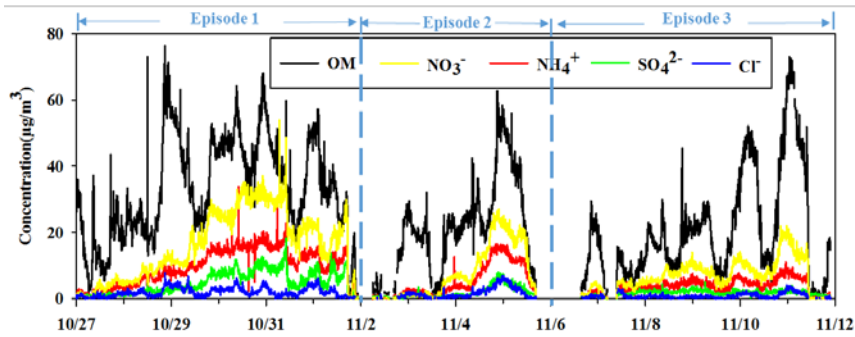 Episode 1 Episode 2 Episode 3
80
OM NO₃⁻ NH₄⁺ SO₄²⁻ Cl⁻
60
40
20
0
Concentration(µg/m³)
10/27 10/29 10/31 11/2 11/4 11/6 11/8 11/10 11/12